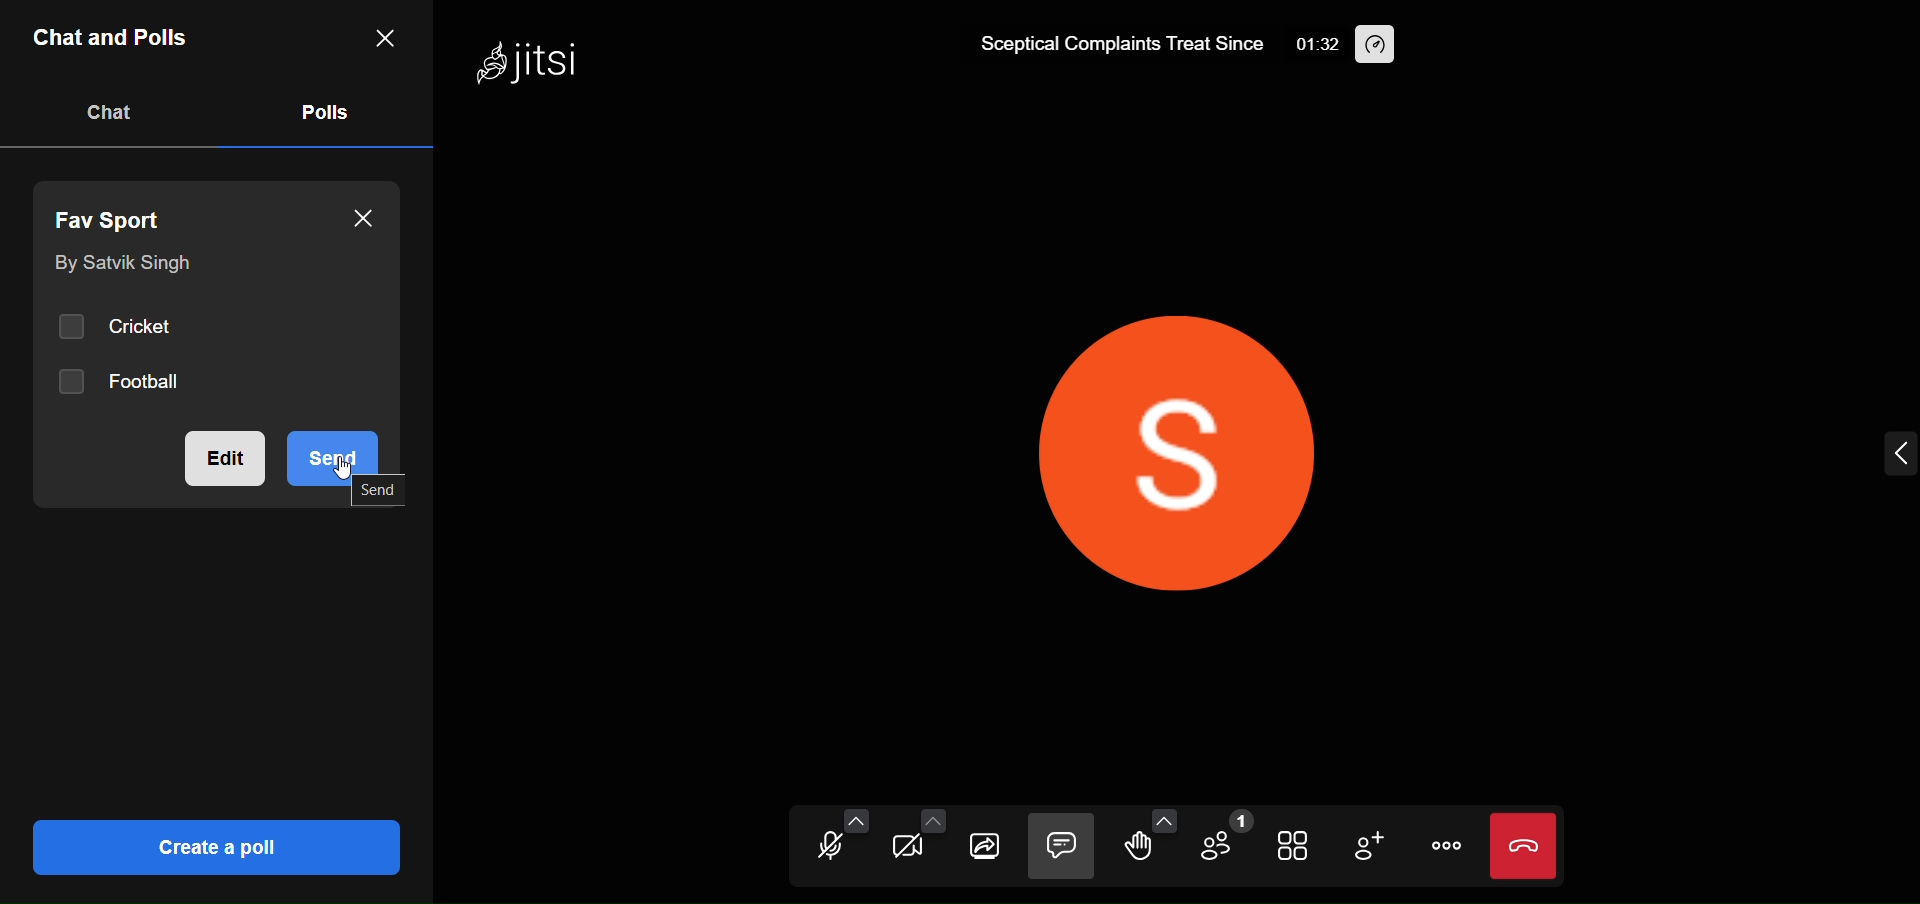 Chat and Polls
Chat
Polls
Fav Sport
By Satvik Singh
Cricket
Football
Edit
Send
Send
Create a poll
jitsi
Sceptical Complaints Treat Since
01:32
S
1